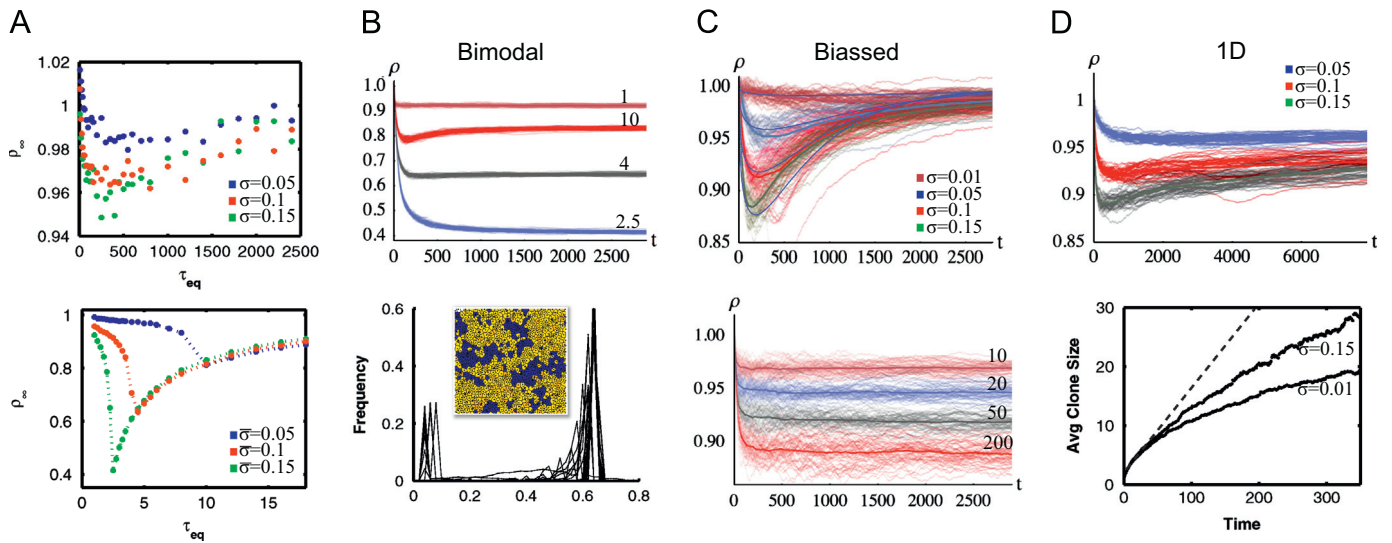 A
1.02
1
0.98
0.96
0.94
ρ∞
0 500 1000 1500 2000 2500
τeq
σ=0.05
σ=0.1
σ=0.15
1
0.8
0.6
0.4
ρ∞
0 5 10 15
τeq
σ̅=0.05
σ̅=0.1
σ̅=0.15
B
Bimodal
ρ
1.0
0.9
0.8
0.7
0.6
0.5
0.4
1
10
4
2.5
t
0 500 1000 1500 2000 2500
Frequency
0.6
0.4
0.2
0
0 0.2 0.4 0.6 0.8
C
Biassed
ρ
1.00
0.95
0.90
0.85
σ=0.01
σ=0.05
σ=0.1
σ=0.15
t
0 500 1000 1500 2000 2500
ρ
1.00
0.95
0.90
10
20
50
200
t
0 500 1000 1500 2000 2500
D
1D
ρ
1
0.95
0.9
0.85
σ=0.05
σ=0.1
σ=0.15
t
0 2000 4000 6000
Avg Clone Size
30
20
10
0
σ=0.15
σ=0.01
0 100 200 300
Time